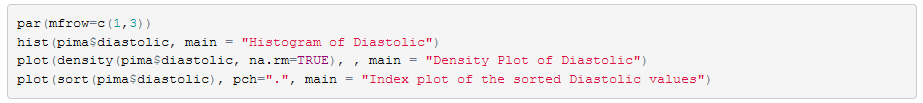 par(mfrow=c(1,3))
hist(pima$diastolic, main = "Histogram of Diastolic")
plot(density(pima$diastolic, na.rm=TRUE), , main = "Density Plot of Diastolic")
plot(sort(pima$diastolic), pch=".", main = "Index plot of the sorted Diastolic values")